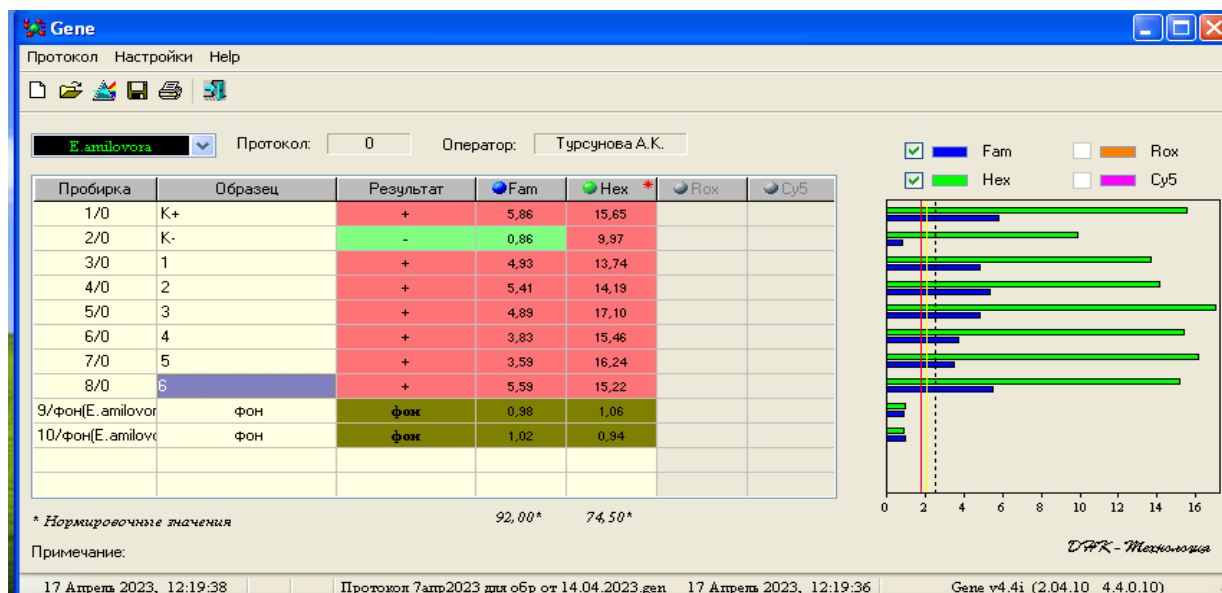 Gene
Протокол Настройки Help
E.amilovora Протокол: 0 Оператор: Турсунова А.К.
Fam Rox
Hex Cy5
Пробирка Образец Результат Fam Hex * Rox Cy5
1/0 K+ + 5,86 15,65
2/0 K- - 0,86 9,97
3/0 1 + 4,93 13,74
4/0 2 + 5,41 14,19
5/0 3 + 4,89 17,10
6/0 4 + 3,83 15,46
7/0 5 + 3,59 16,24
8/0 6 + 5,59 15,22
9/фон(E.amilovor фон фон 0,98 1,06
10/фон(E.amilovo фон фон 1,02 0,94
0 2 4 6 8 10 12 14 16
* Нормировочные значения 92,00* 74,50*
Примечание:
ДНК-Технология
17 Апрель 2023, 12:19:38 Протокол 7апр2023 для обр от 14.04.2023.gen 17 Апрель 2023, 12:19:36 Gene v4.4i (2.04.10 4.4.0.10)